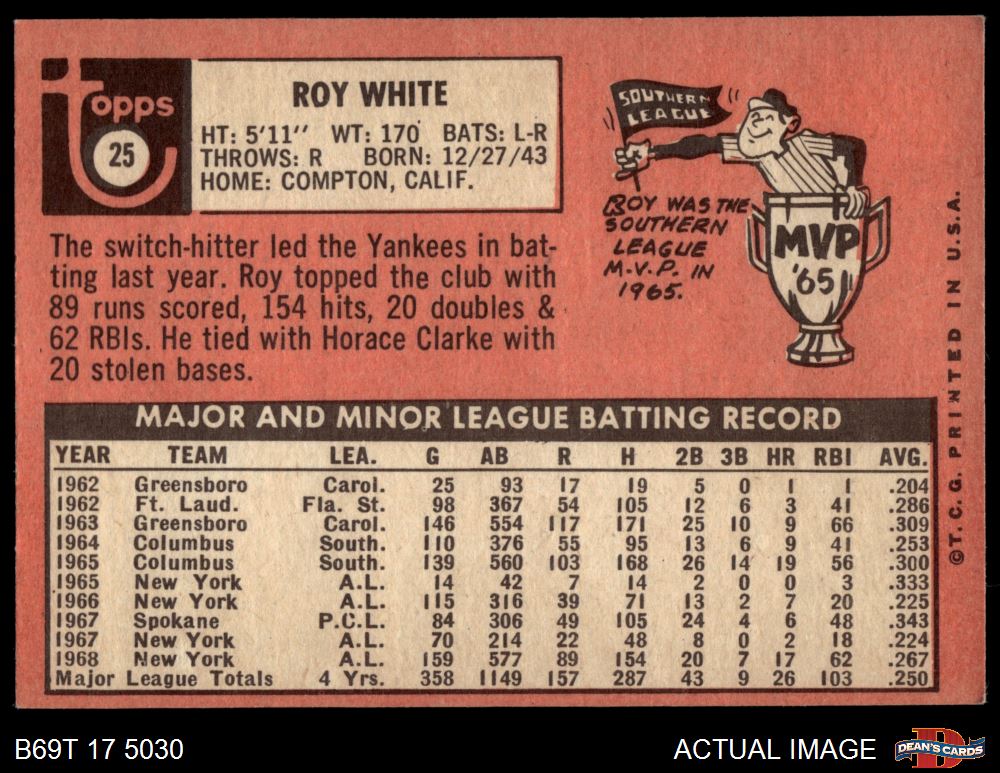 Topps
25
ROY WHITE
HT: 5'11" WT: 170 BATS: L-R
THROWS: R BORN: 12/27/43
HOME: COMPTON, CALIF.
SOUTHERN
LEAGUE
ROY WAS THE
SOUTHERN
LEAGUE
M.V.P. IN
1965.
MVP
'65
The switch-hitter led the Yankees in bat-
ting last year. Roy topped the club with
89 runs scored, 154 hits, 20 doubles &
62 RBIs. He tied with Horace Clarke with
20 stolen bases.
MAJOR AND MINOR LEAGUE BATTING RECORD
YEAR TEAM LEA. G AB R H 2B 3B HR RBI AVG.
1962 Greensboro Carol. 25 93 17 19 5 0 1 1 .204
1962 Ft. Laud. Fla. St. 98 367 54 105 12 6 3 41 .286
1963 Greensboro Carol. 146 554 117 171 25 10 9 66 .309
1964 Columbus South. 110 376 55 95 13 6 9 41 .253
1965 Columbus South. 139 560 103 168 26 14 19 56 .300
1965 New York A.L. 14 42 7 14 2 0 0 3 .333
1966 New York A.L. 115 316 39 71 13 2 7 20 .225
1967 Spokane P.C.L. 84 306 49 105 24 4 6 48 .343
1967 New York A.L. 70 214 22 48 8 0 2 18 .224
1968 New York A.L. 159 577 89 154 20 7 17 62 .267
Major League Totals 4 Yrs. 358 1149 157 287 43 9 26 103 .250
©T.C.G. PRINTED IN U.S.A.
B69T 17 5030
ACTUAL IMAGE
D
DEAN'S CARDS